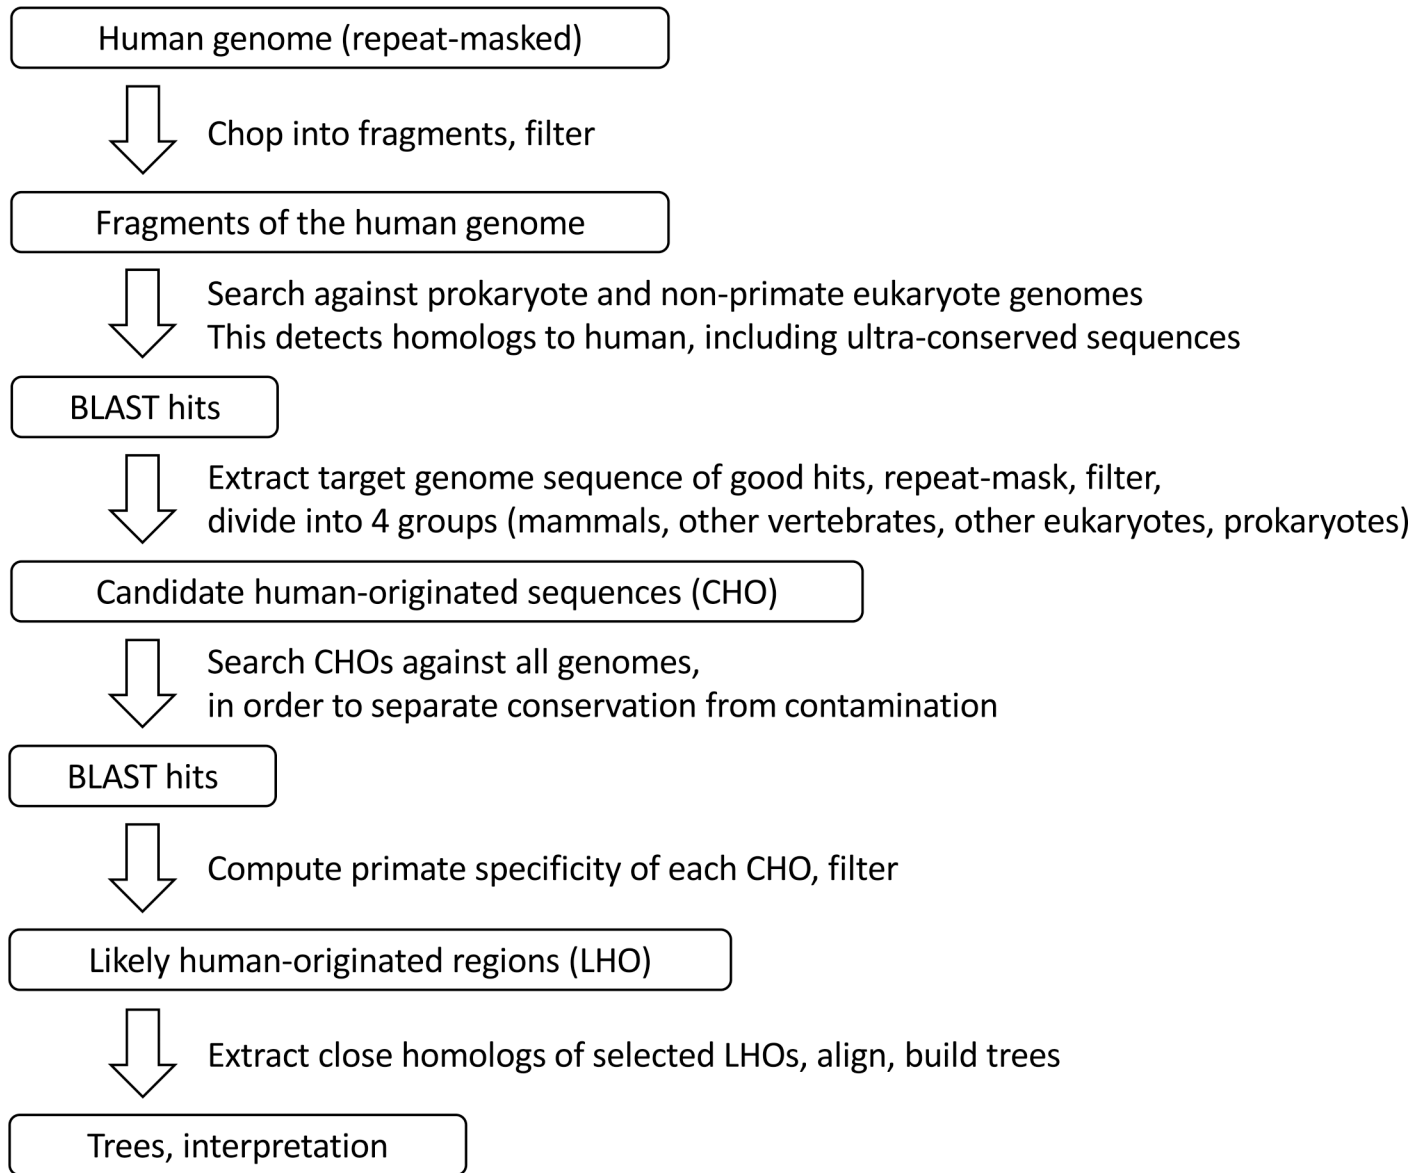 Human genome (repeat-masked)
Chop into fragments, filter
Fragments of the human genome
Search against prokaryote and non-primate eukaryote genomes
This detects homologs to human, including ultra-conserved sequences
BLAST hits
Extract target genome sequence of good hits, repeat-mask, filter,
divide into 4 groups (mammals, other vertebrates, other eukaryotes, prokaryotes)
Candidate human-originated sequences (CHO)
Search CHOs against all genomes,
in order to separate conservation from contamination
BLAST hits
Compute primate specificity of each CHO, filter
Likely human-originated regions (LHO)
Extract close homologs of selected LHOs, align, build trees
Trees, interpretation